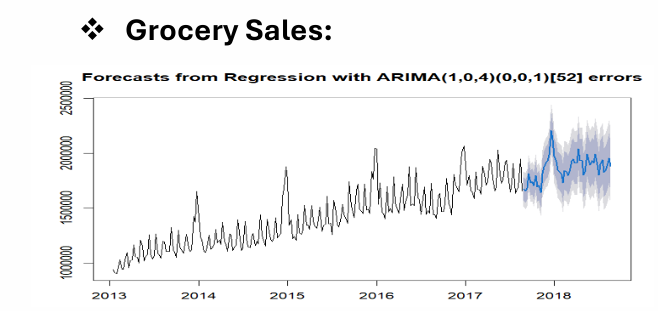 ❖ Grocery Sales:
Forecasts from Regression with ARIMA(1,0,4)(0,0,1)[52] errors
2500000
2000000
1500000
1000000
2013 2014 2015 2016 2017 2018